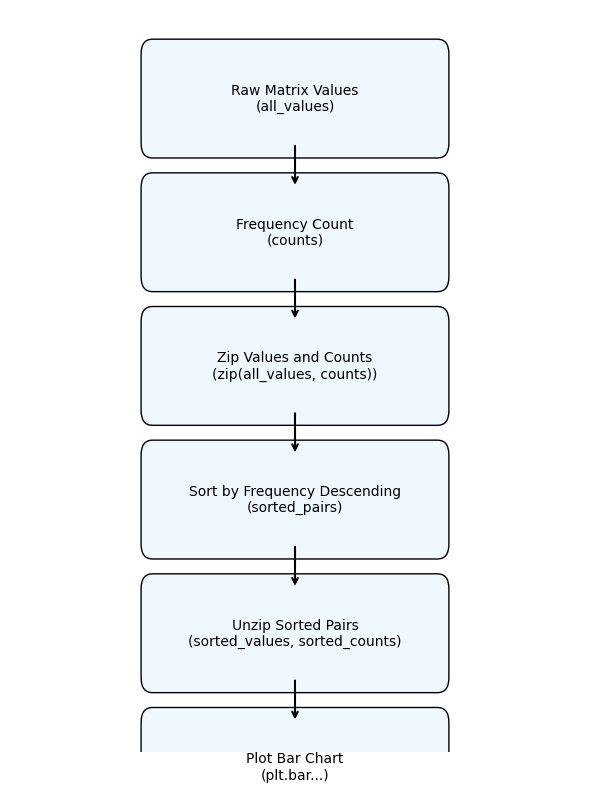 Raw Matrix Values
(all_values)
Frequency Count
(counts)
Zip Values and Counts
(zip(all_values, counts))
Sort by Frequency Descending
(sorted_pairs)
Unzip Sorted Pairs
(sorted_values, sorted_counts)
Plot Bar Chart
(plt.bar...)